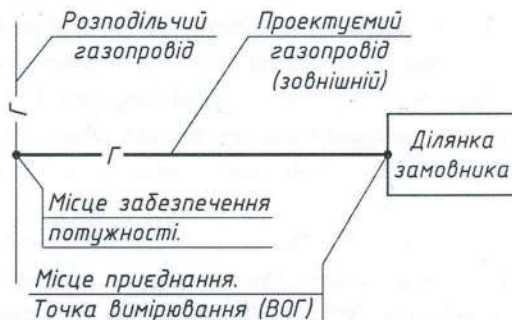 Розподільчий
газопровід
Проектуємий
газопровід
(зовнішній)
Г
Г
Ділянка
замовника
Місце забезпечення
потужності.
Місце приєднання.
Точка вимірювання (ВОГ)